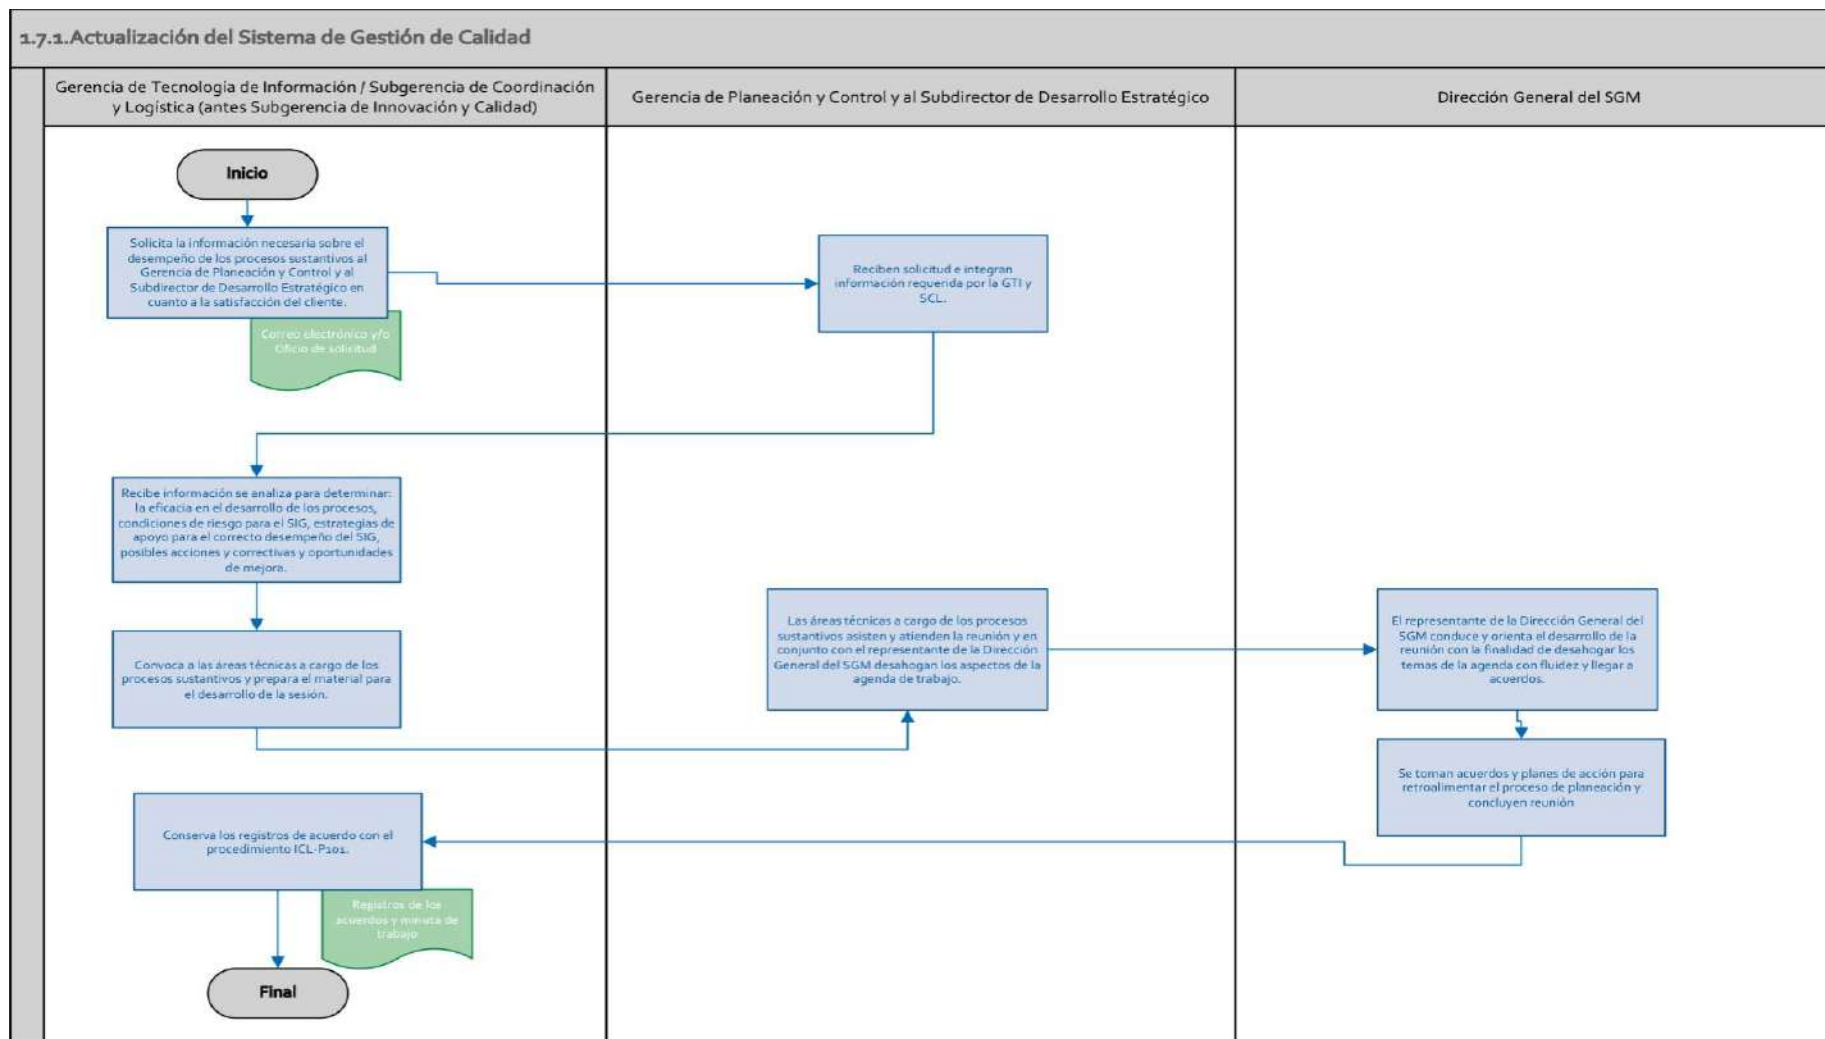 1.7.1.Actualización del Sistema de Gestión de Calidad
Gerencia de Tecnología de Información / Subgerencia de Coordinación
y Logística (antes Subgerencia de Innovación y Calidad)
Gerencia de Planeación y Control y al Subdirector de Desarrollo Estratégico
Dirección General del SGM
Inicio
Solicita la información necesaria sobre el
desempeño de los procesos sustantivos al
Gerencia de Planeación y Control y al
Subdirector de Desarrollo Estratégico en
cuanto a la satisfacción del cliente.
Correo electrónico y/o
Oficio de solicitud
Reciben solicitud e integran
información requerida por la GTI y
SCL.
Recibe información se analiza para determinar:
la eficacia en el desarrollo de los procesos,
condiciones de riesgo para el SIG, estrategias de
apoyo para el correcto desempeño del SIG,
posibles acciones y correctivas y oportunidades
de mejora.
Convoca a las áreas técnicas a cargo de los
procesos sustantivos y prepara el material para
el desarrollo de la sesión.
Las áreas técnicas a cargo de los procesos
sustantivos asisten y atienden la reunión y en
conjunto con el representante de la Dirección
General del SGM desahogan los aspectos de la
agenda de trabajo.
El representante de la Dirección General del
SGM conduce y orienta el desarrollo de la
reunión con la finalidad de desahogar los
temas de la agenda con fluidez y llegar a
acuerdos.
Se toman acuerdos y planes de acción para
retroalimentar el proceso de planeación y
concluyen reunión
Conserva los registros de acuerdo con el
procedimiento ICL-P101.
Registros de los
acuerdos y minuta de
trabajo
Final